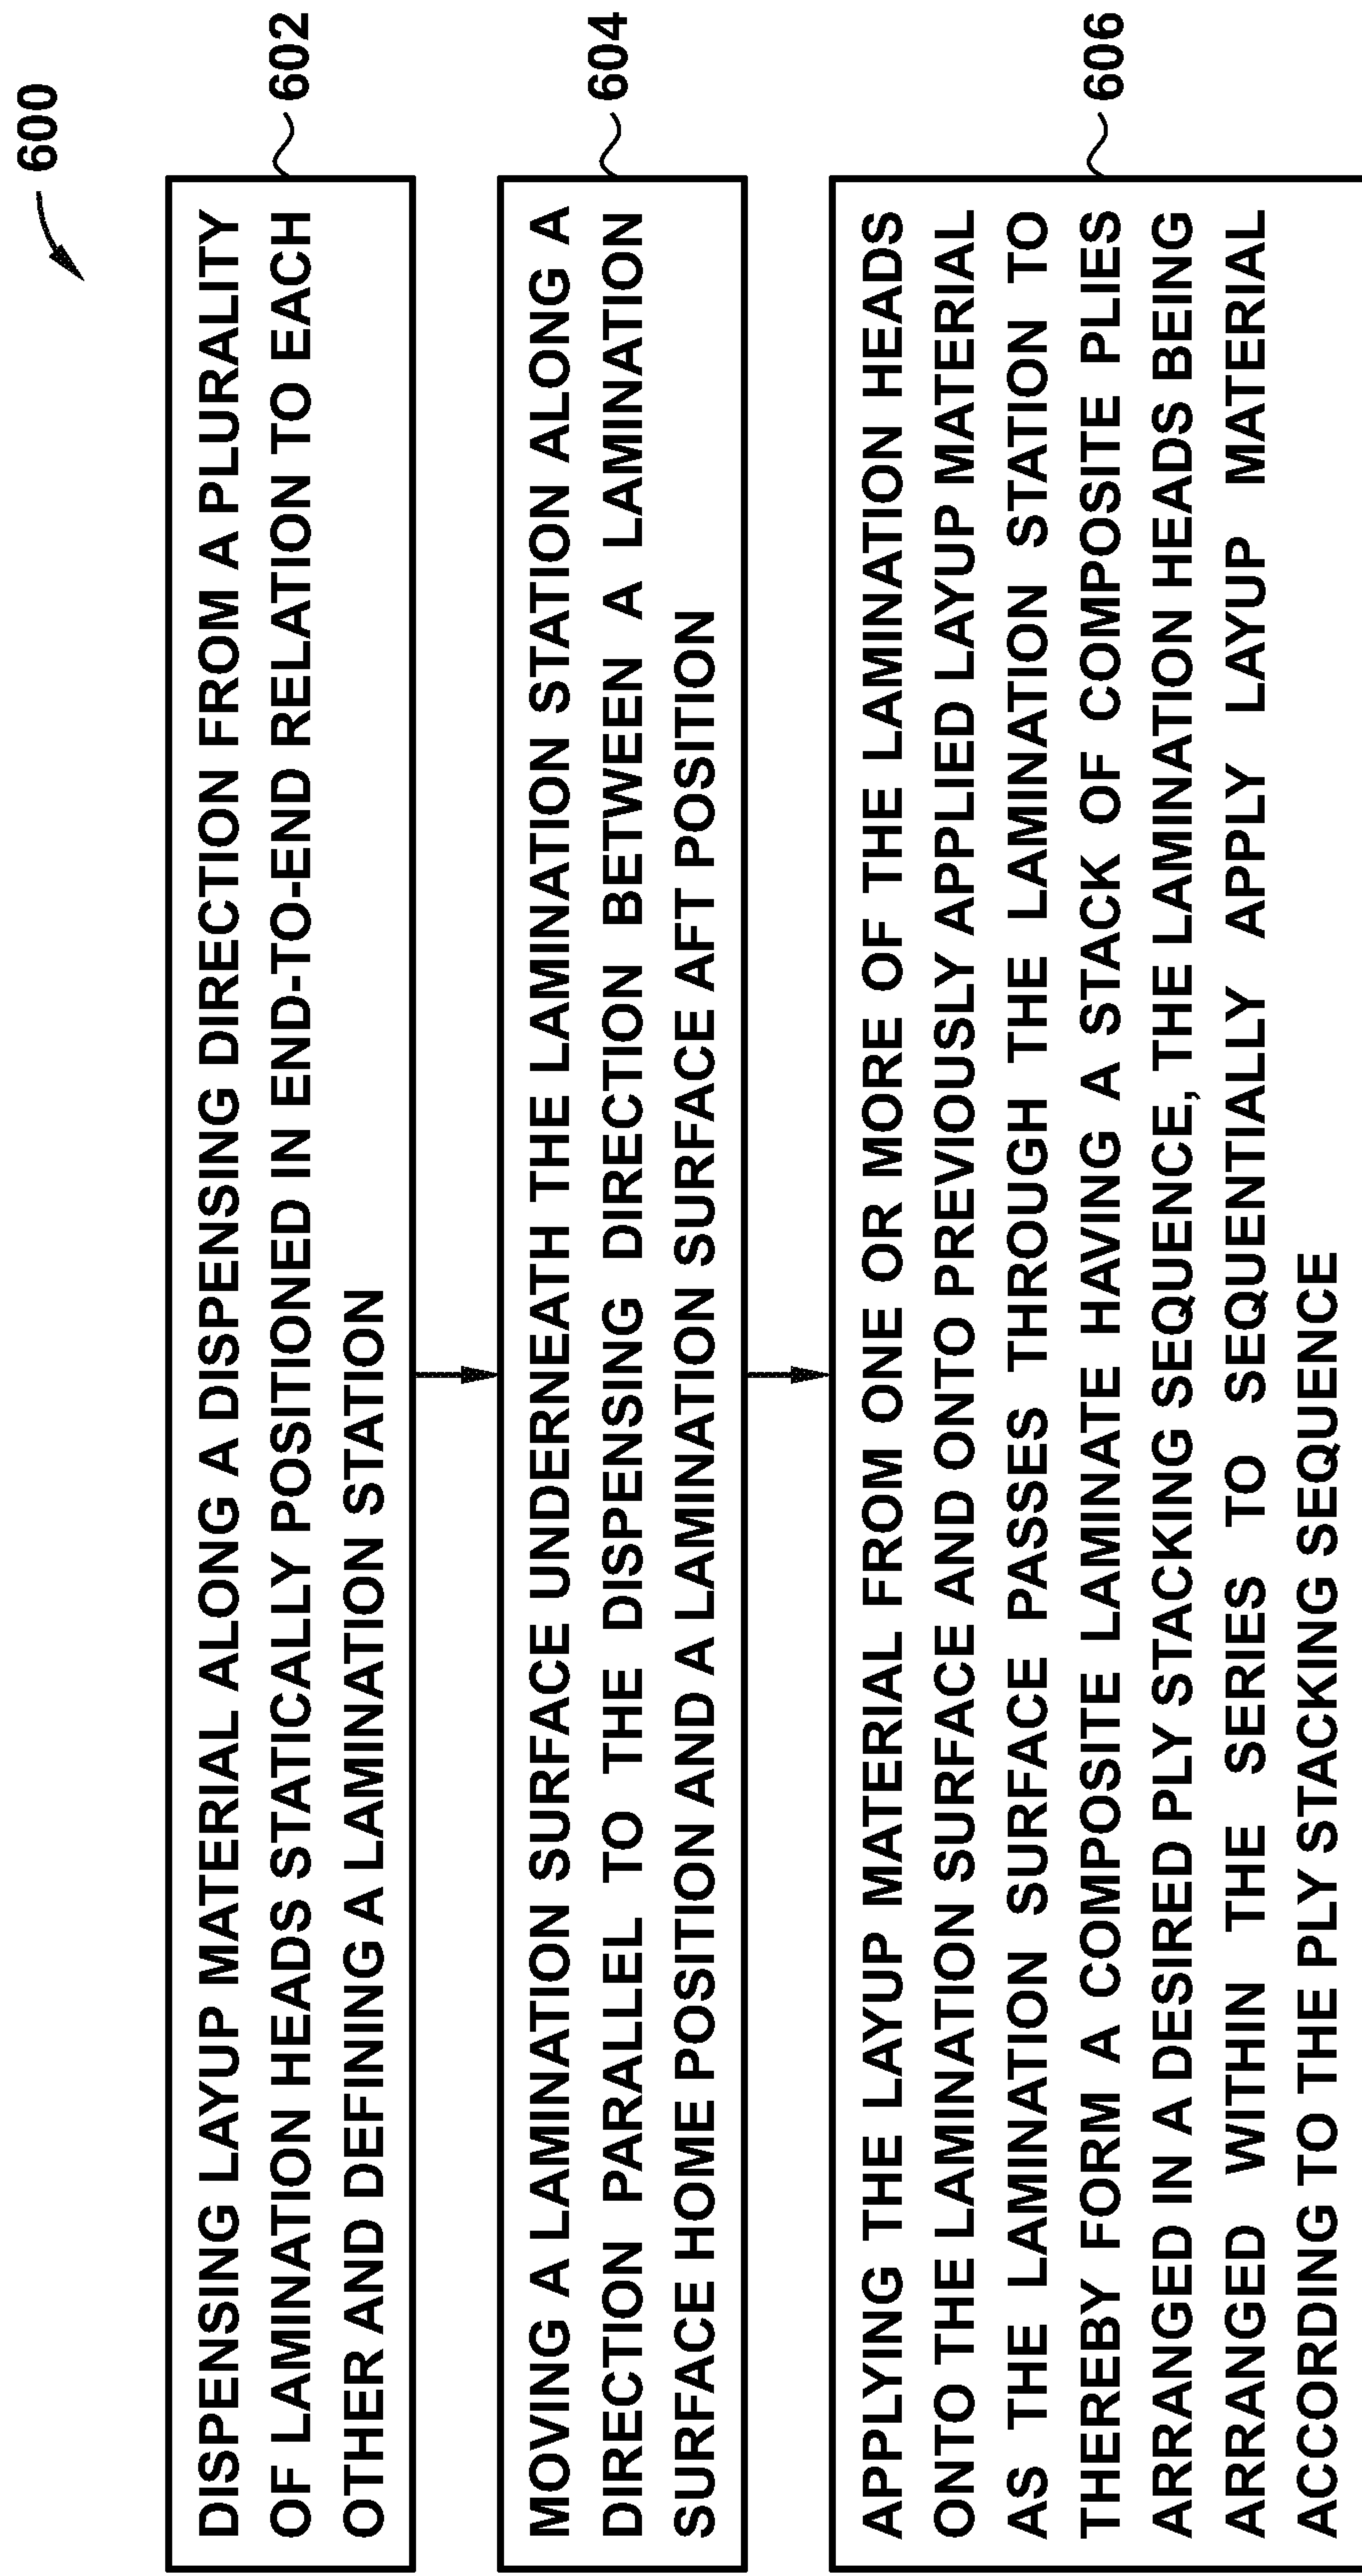 600
DISPENSING LAYUP MATERIAL ALONG A DISPENSING DIRECTION FROM A PLURALITY
OF LAMINATION HEADS STATICALLY POSITIONED IN END-TO-END RELATION TO EACH
OTHER AND DEFINING A LAMINATION STATION
602
MOVING A LAMINATION SURFACE UNDERNEATH THE LAMINATION STATION ALONG A
DIRECTION PARALLEL TO THE DISPENSING DIRECTION BETWEEN A LAMINATION
SURFACE HOME POSITION AND A LAMINATION SURFACE AFT POSITION
604
APPLYING THE LAYUP MATERIAL FROM ONE OR MORE OF THE LAMINATION HEADS
ONTO THE LAMINATION SURFACE AND ONTO PREVIOUSLY APPLIED LAYUP MATERIAL
AS THE LAMINATION SURFACE PASSES THROUGH THE LAMINATION STATION TO
THEREBY FORM A COMPOSITE LAMINATE HAVING A STACK OF COMPOSITE PLIES
ARRANGED IN A DESIRED PLY STACKING SEQUENCE, THE LAMINATION HEADS BEING
ARRANGED WITHIN THE SERIES TO SEQUENTIALLY APPLY LAYUP MATERIAL
ACCORDING TO THE PLY STACKING SEQUENCE
606